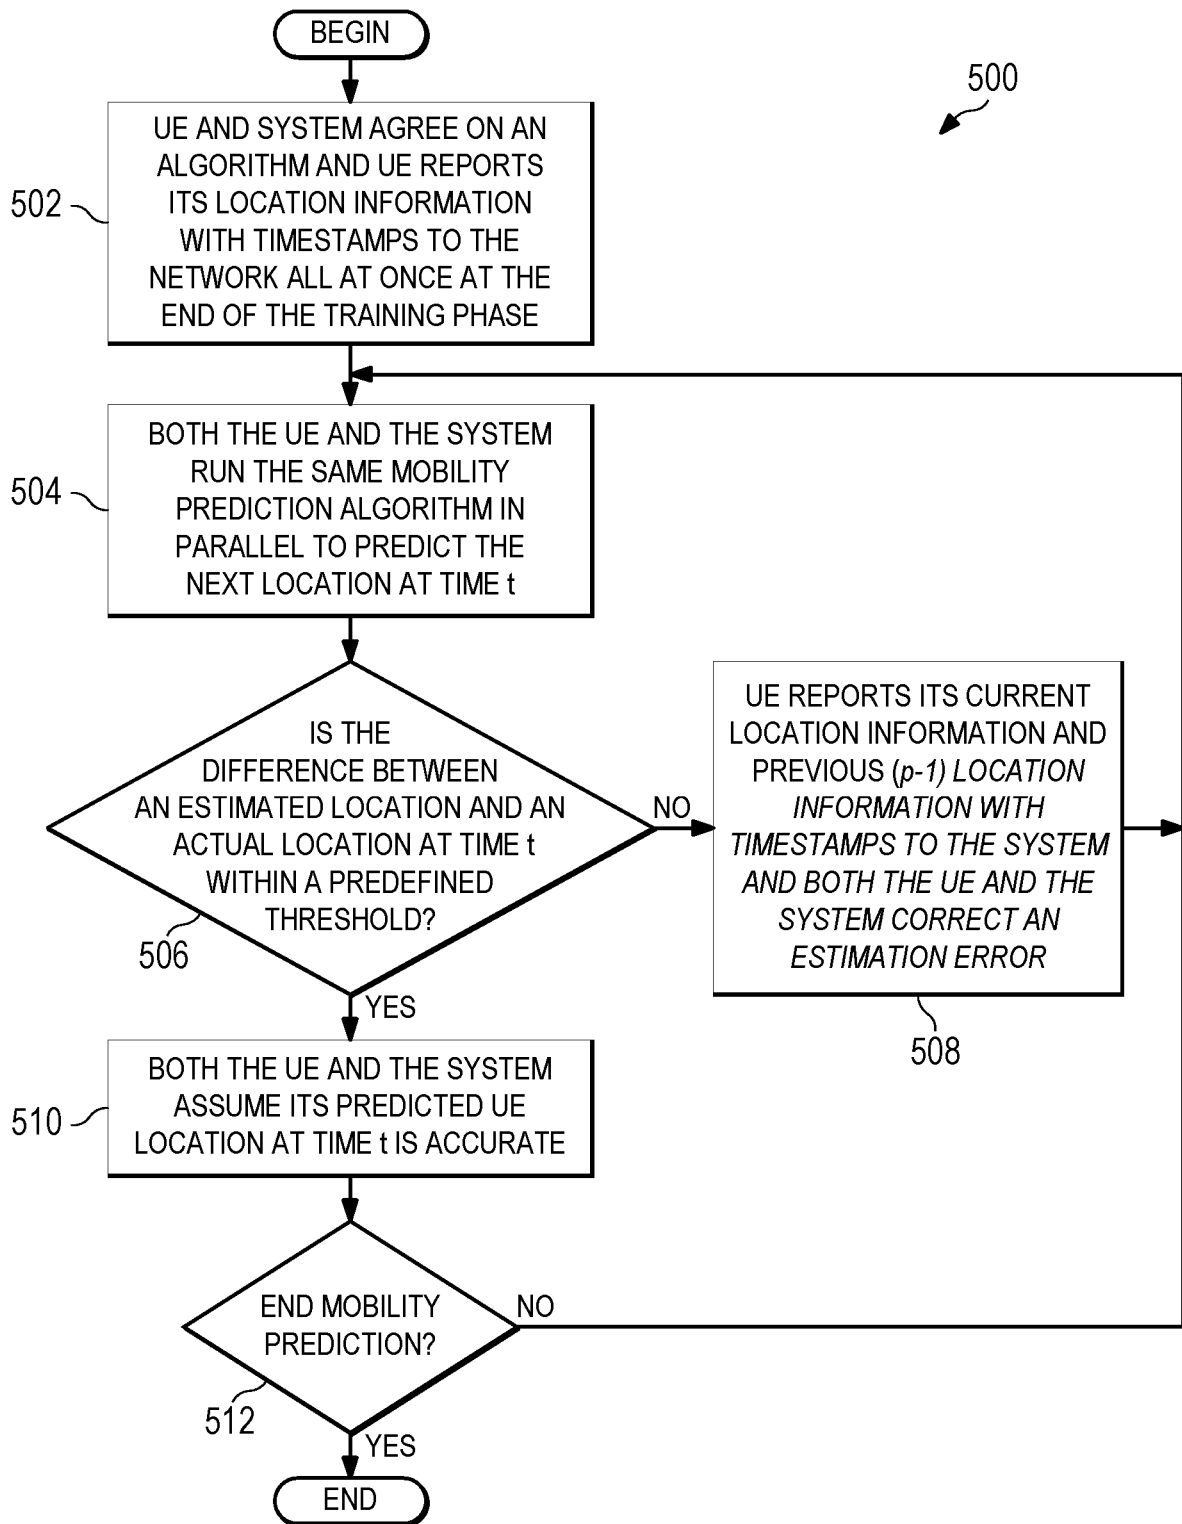 BEGIN
500
UE AND SYSTEM AGREE ON AN
ALGORITHM AND UE REPORTS
ITS LOCATION INFORMATION
WITH TIMESTAMPS TO THE
NETWORK ALL AT ONCE AT THE
END OF THE TRAINING PHASE
502
BOTH THE UE AND THE SYSTEM
RUN THE SAME MOBILITY
PREDICTION ALGORITHM IN
PARALLEL TO PREDICT THE
NEXT LOCATION AT TIME t
504
IS THE
DIFFERENCE BETWEEN
AN ESTIMATED LOCATION AND AN
ACTUAL LOCATION AT TIME t
WITHIN A PREDEFINED
THRESHOLD?
506
NO
UE REPORTS ITS CURRENT
LOCATION INFORMATION AND
PREVIOUS (p-1) LOCATION
INFORMATION WITH
TIMESTAMPS TO THE SYSTEM
AND BOTH THE UE AND THE
SYSTEM CORRECT AN
ESTIMATION ERROR
508
YES
BOTH THE UE AND THE SYSTEM
ASSUME ITS PREDICTED UE
LOCATION AT TIME t IS ACCURATE
510
END MOBILITY
PREDICTION?
NO
512
YES
END